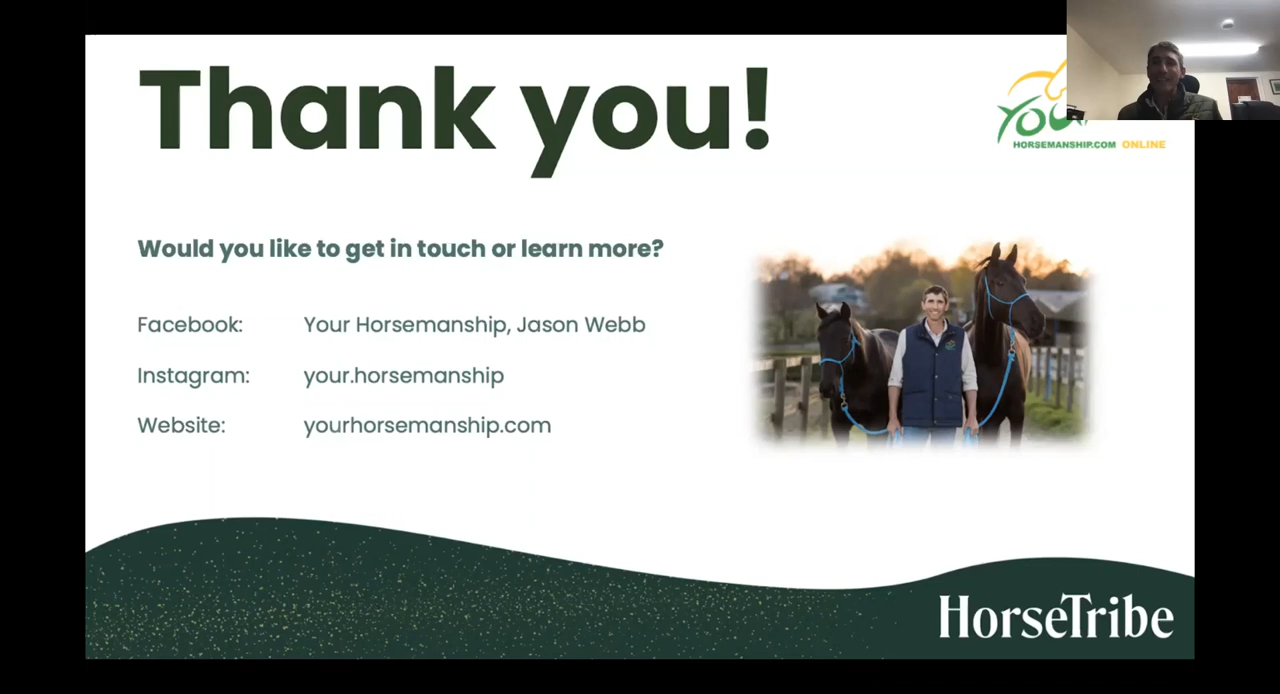 Thank you!
HORSEMANSHIP.COM ONLINE
Would you like to get in touch or learn more?
Facebook: Your Horsemanship, Jason Webb
Instagram: your.horsemanship
Website: yourhorsemanship.com
HorseTribe